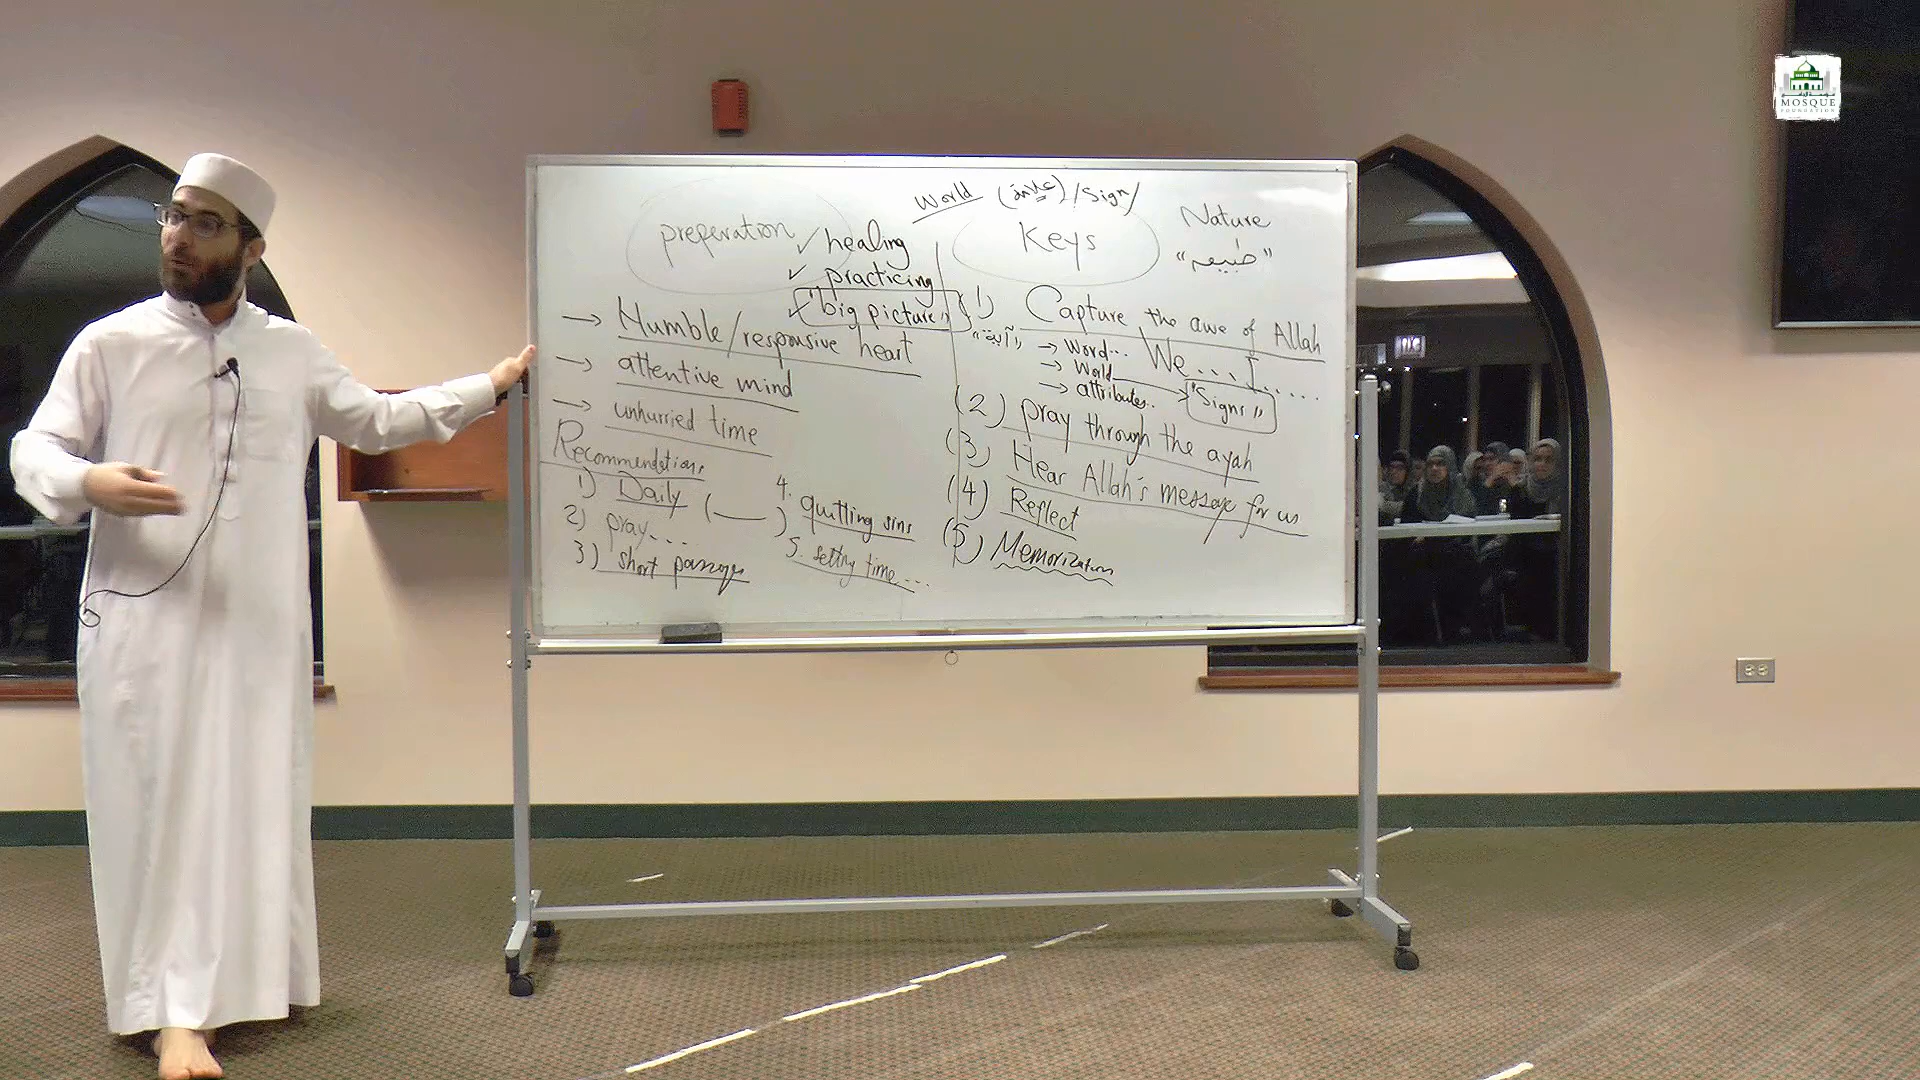 MOSQUE
FOUNDATION
World (علامة) /Sign/
Nature
"طبيعة"
preperation
✓ healing
✓ practicing
✓ "big picture"
→ Humble/responsive heart
→ attentive mind
→ unhurried time
Recommendations
1) Daily (——)
2) pray....
3) short passages
4. quitting sins
5. setting time....
Keys
(1) Capture the awe of Allah
"آية"
→ Word...
→ World
→ attributes..
We........
"Signs"
(2) pray through the ayah
(3) Hear Allah's message for us
(4) Reflect
(5) Memorization